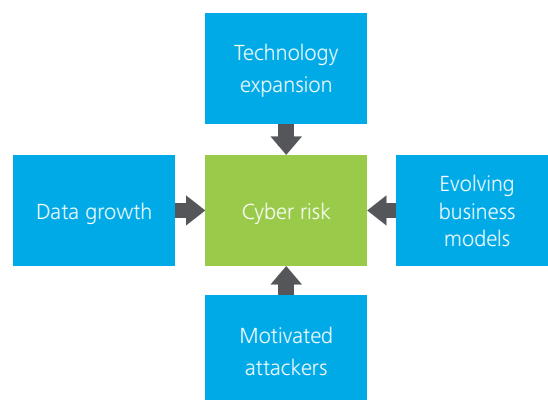 Technology
expansion
Data growth
Cyber risk
Evolving
business
models
Motivated
attackers